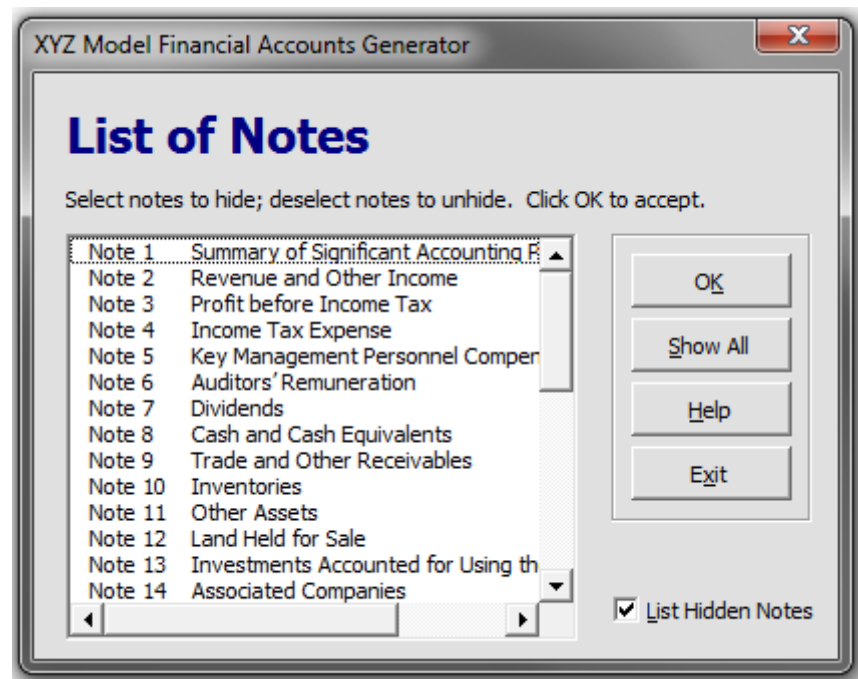 XYZ Model Financial Accounts Generator
List of Notes
Select notes to hide; deselect notes to unhide. Click OK to accept.
Note 1 Summary of Significant Accounting
Note 2 Revenue and Other Income
Note 3 Profit before Income Tax
Note 4 Income Tax Expense
Note 5 Key Management Personnel Compen
Note 6 Auditors' Remuneration
Note 7 Dividends
Note 8 Cash and Cash Equivalents
Note 9 Trade and Other Receivables
Note 10 Inventories
Note 11 Other Assets
Note 12 Land Held for Sale
Note 13 Investments Accounted for Using th
Note 14 Associated Companies
OK
Show All
Help
Exit
List Hidden Notes